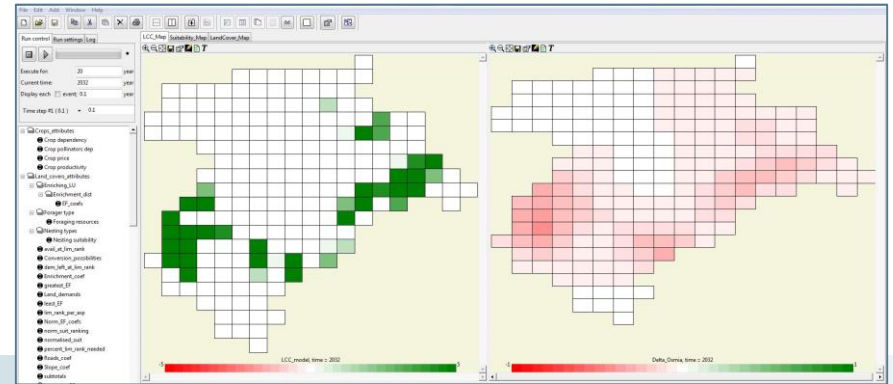 File Edit Add Window Help
Run control Run settings Log
LCC_Map Suitability_Map LandCover_Map
Execute for: 20 year
Current time: 2032 year
Display each event; 0.1 year
Time step #1 ( 0.1 ) 0.1
Crops_attributes
Crop dependency
Crop pollinators dep
Crop price
Crop productivity
Land_covers_attributes
Enriching_LU
Enrichment_dist
EF_coefs
Forager type
Foraging resources
Nesting types
Nesting suitability
avail_at_lim_rank
Conversion_possibilities
dem_left_at_lim_rank
Enrichment_coef
greatest_EF
Land_demands
least_EF
lim_rank_per_asp
Norm_EF_coefs
norm_suit_ranking
normalised_suit
percent_lim_rank_needed
Roads_coef
Slope_coef
subtotals
-5 LCC_model, time = 2032 5
-1 Delta_Osmia, time = 2032 1